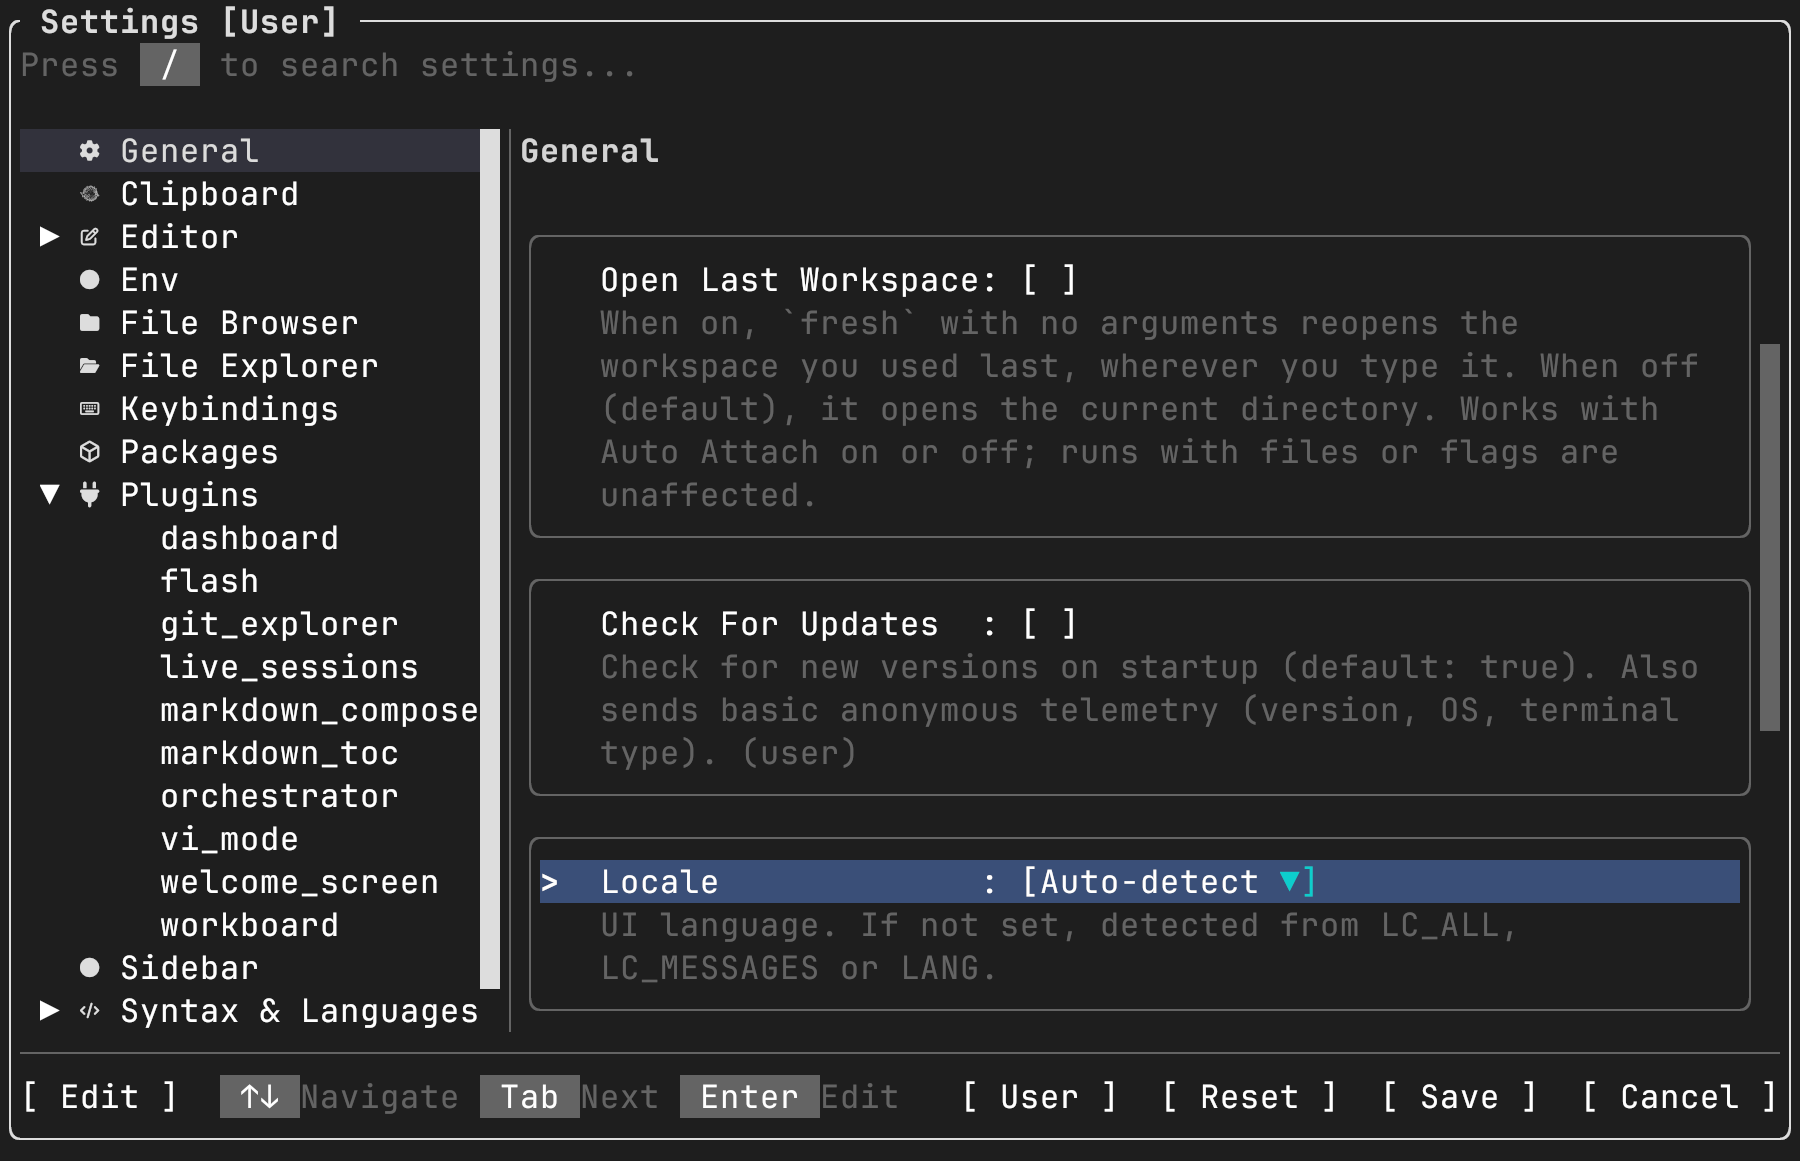 Settings [User]
Press / to search settings...
General
Clipboard
▶ Editor
Env
File Browser
File Explorer
Keybindings
Packages
▼ Plugins
dashboard
flash
git_explorer
live_sessions
markdown_compose
markdown_toc
orchestrator
vi_mode
welcome_screen
workboard
Sidebar
▶ </> Syntax & Languages
General
Open Last Workspace: [ ]
When on, `fresh` with no arguments reopens the
workspace you used last, wherever you type it. When off
(default), it opens the current directory. Works with
Auto Attach on or off; runs with files or flags are
unaffected.
Check For Updates  : [ ]
Check for new versions on startup (default: true). Also
sends basic anonymous telemetry (version, OS, terminal
type). (user)
> Locale             : [Auto-detect ▼]
UI language. If not set, detected from LC_ALL,
LC_MESSAGES or LANG.
[ Edit ] ↑↓ Navigate Tab Next Enter Edit [ User ] [ Reset ] [ Save ] [ Cancel ]